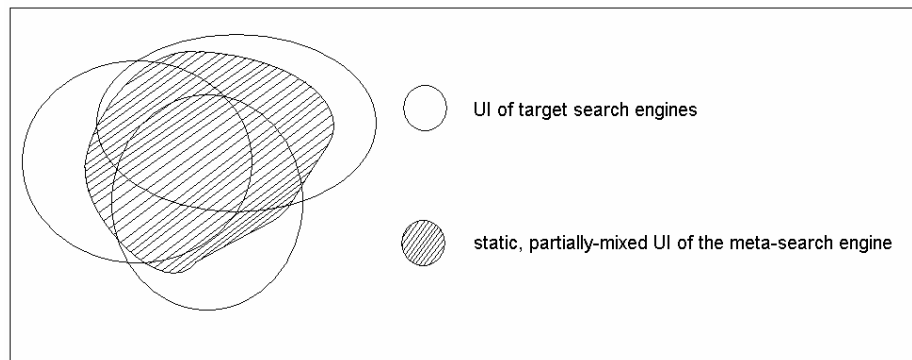 UI of target search engines
static, partially-mixed UI of the meta-search engine